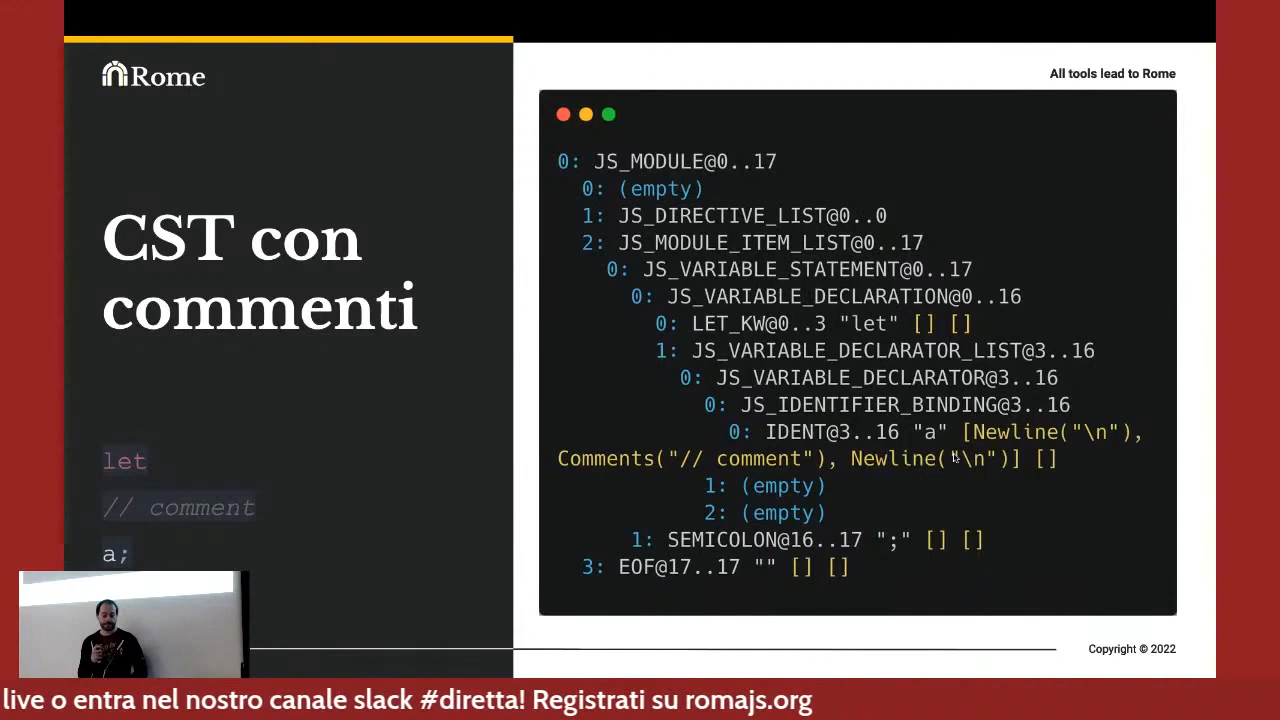 Rome
All tools lead to Rome
CST con
commenti
let
// comment
a;
0: JS_MODULE@0..17
0: (empty)
1: JS_DIRECTIVE_LIST@0..0
2: JS_MODULE_ITEM_LIST@0..17
0: JS_VARIABLE_STATEMENT@0..17
0: JS_VARIABLE_DECLARATION@0..16
0: LET_KW@0..3 "let" [] []
1: JS_VARIABLE_DECLARATOR_LIST@3..16
0: JS_VARIABLE_DECLARATOR@3..16
0: JS_IDENTIFIER_BINDING@3..16
0: IDENT@3..16 "a" [Newline("\n"),
Comments("// comment"), Newline("\n")] []
1: (empty)
2: (empty)
1: SEMICOLON@16..17 ";" [] []
3: EOF@17..17 "" [] []
Copyright © 2022
live o entra nel nostro canale slack #diretta! Registrati su romajs.org